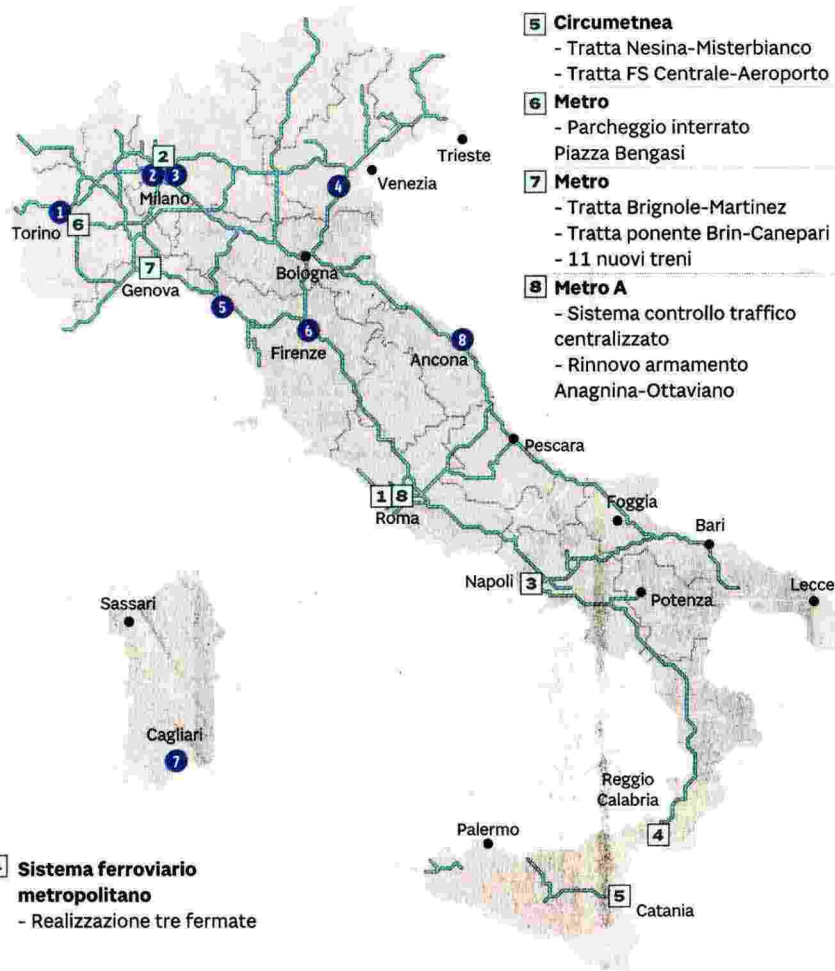 5 Circumetnea
- Tratta Nesina-Misterbianco
- Tratta FS Centrale-Aeroporto
6 Metro
- Parcheggio interrato
Piazza Bengasi
7 Metro
- Tratta Brignole-Martinez
- Tratta ponente Brin-Canepari
- 11 nuovi treni
8 Metro A
- Sistema controllo traffico
centralizzato
- Rinnovo armamento
Anagnina-Ottaviano
Trieste
2
2 3
Milano
4
Venezia
1
6
Torino
7
Genova
Bologna
5
6
Firenze
8
Ancona
Pescara
1 8
Roma
Foggia
Bari
Napoli
3
Potenza
Lecce
Sassari
Cagliari
7
Reggio
Calabria
4
Palermo
5
Catania
Sistema ferroviario
metropolitano
- Realizzazione tre fermate